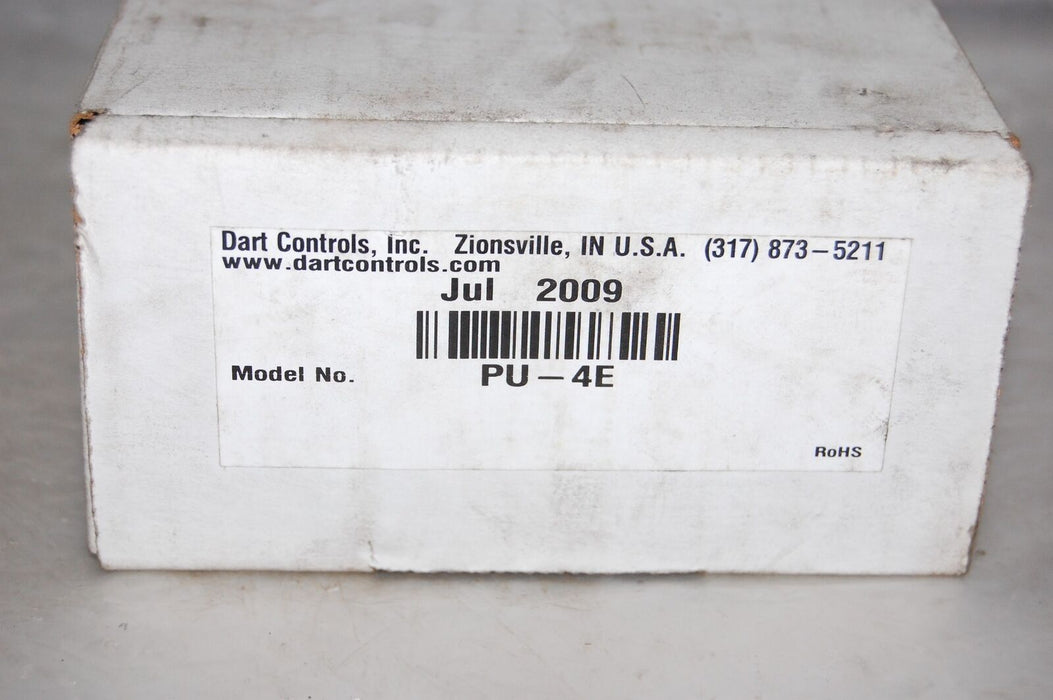 Dart Controls, Inc. Zionsville, IN U.S.A. (317) 873-5211
www.dartcontrols.com
Jul 2009
Model No. PU-4E
RoHS